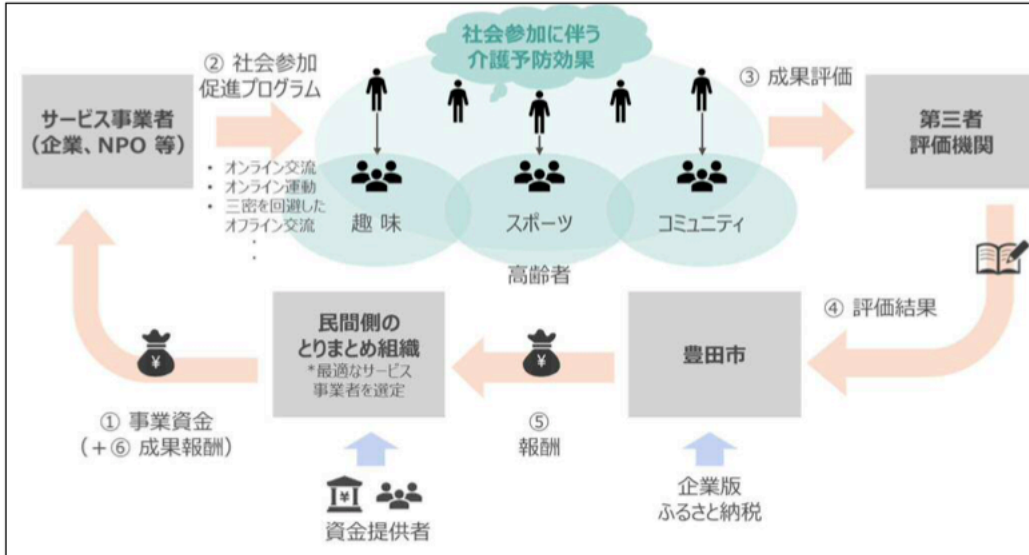 社会参加に伴う
介護予防効果
② 社会参加
促進プログラム
③ 成果評価
サービス事業者
(企業、NPO 等)
第三者
評価機関
• オンライン交流
• オンライン運動
• 三密を回避した
オフライン交流
・
・
趣 味
スポーツ
コミュニティ
高齢者
民間側の
とりまとめ組織
*最適なサービス
事業者を選定
豊田市
④ 評価結果
¥
¥
① 事業資金
(+⑥ 成果報酬)
⑤
報酬
¥
資金提供者
企業版
ふるさと納税